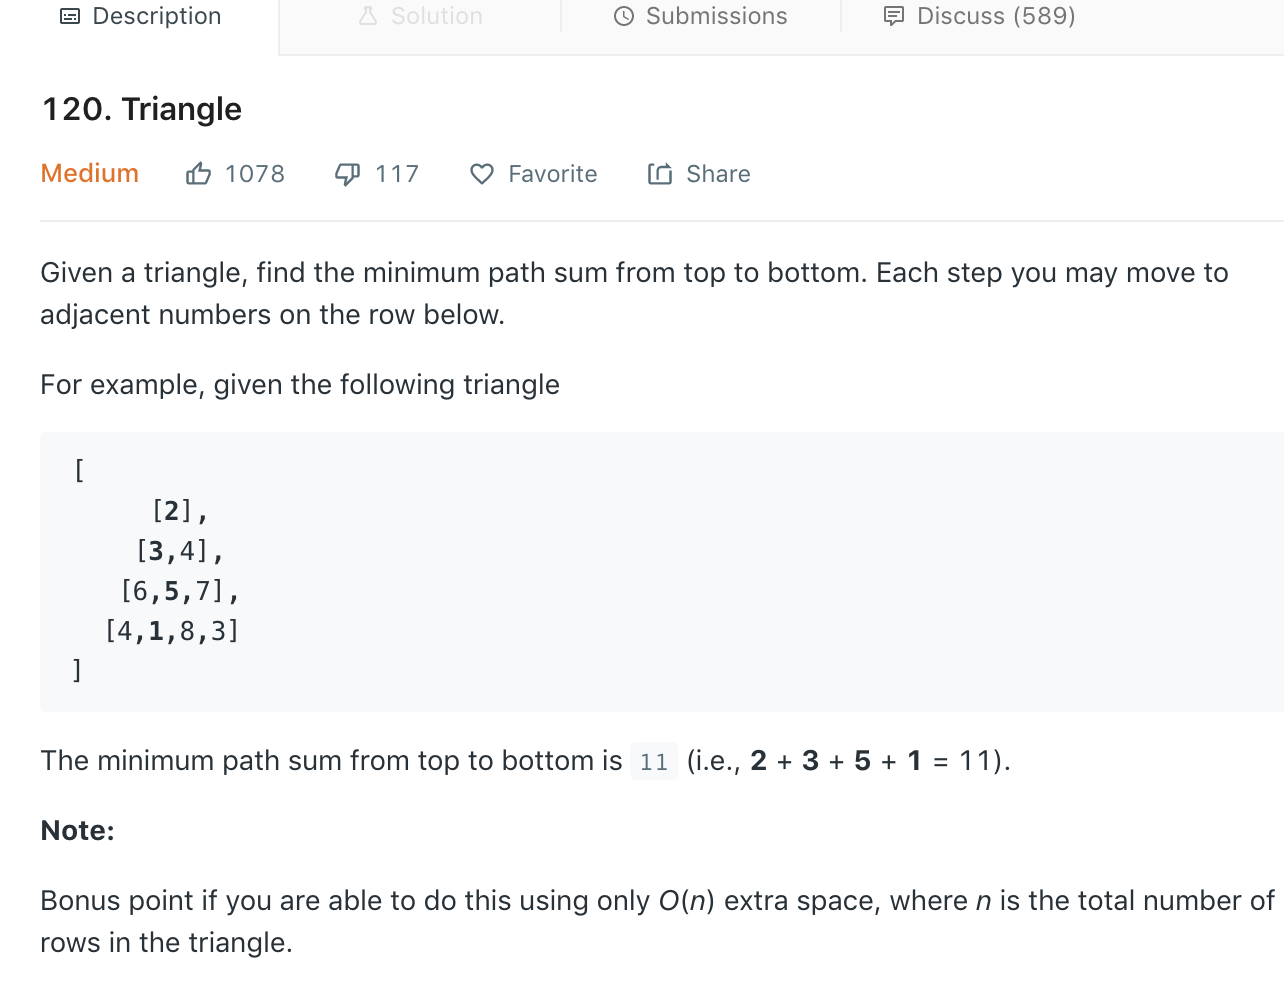 Description
Solution
Submissions
Discuss (589)
120. Triangle
Medium
1078
117
Favorite
Share
Given a triangle, find the minimum path sum from top to bottom. Each step you may move to
adjacent numbers on the row below.
For example, given the following triangle
[
[2],
[3,4],
[6,5,7],
[4,1,8,3]
]
The minimum path sum from top to bottom is 11 (i.e., 2 + 3 + 5 + 1 = 11).
Note:
Bonus point if you are able to do this using only O(n) extra space, where n is the total number of
rows in the triangle.